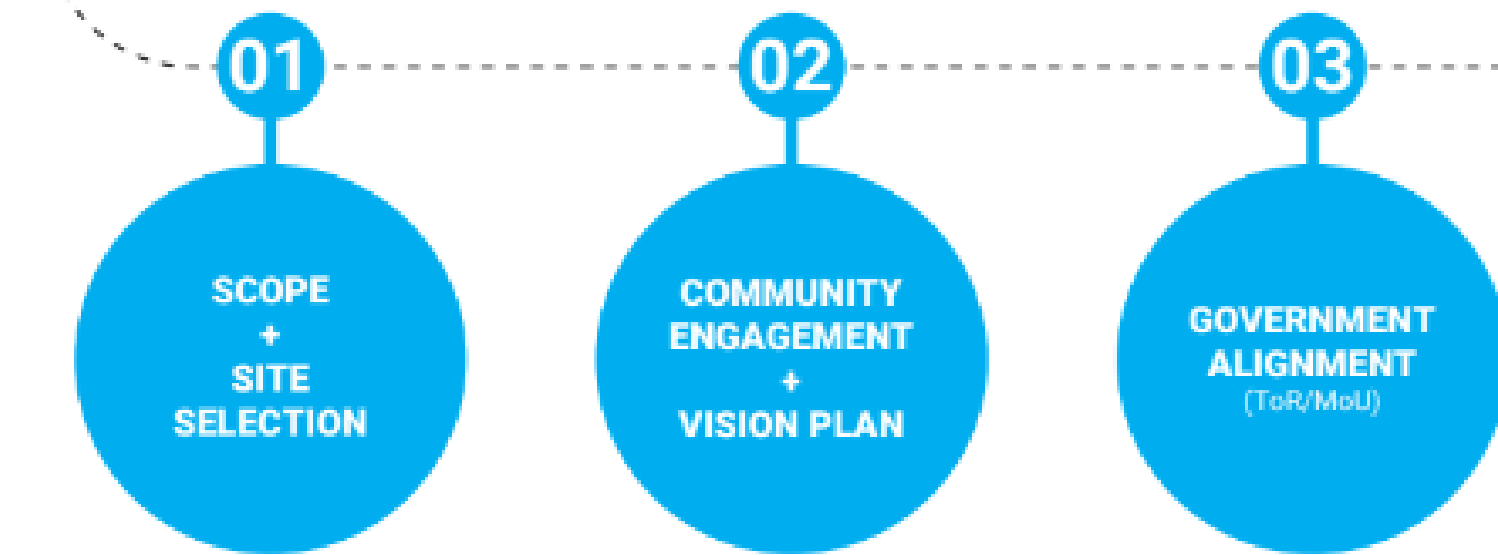 01
02
03
SCOPE
+
SITE
SELECTION
COMMUNITY
ENGAGEMENT
+
VISION PLAN
GOVERNMENT
ALIGNMENT
(ToR/MoU)